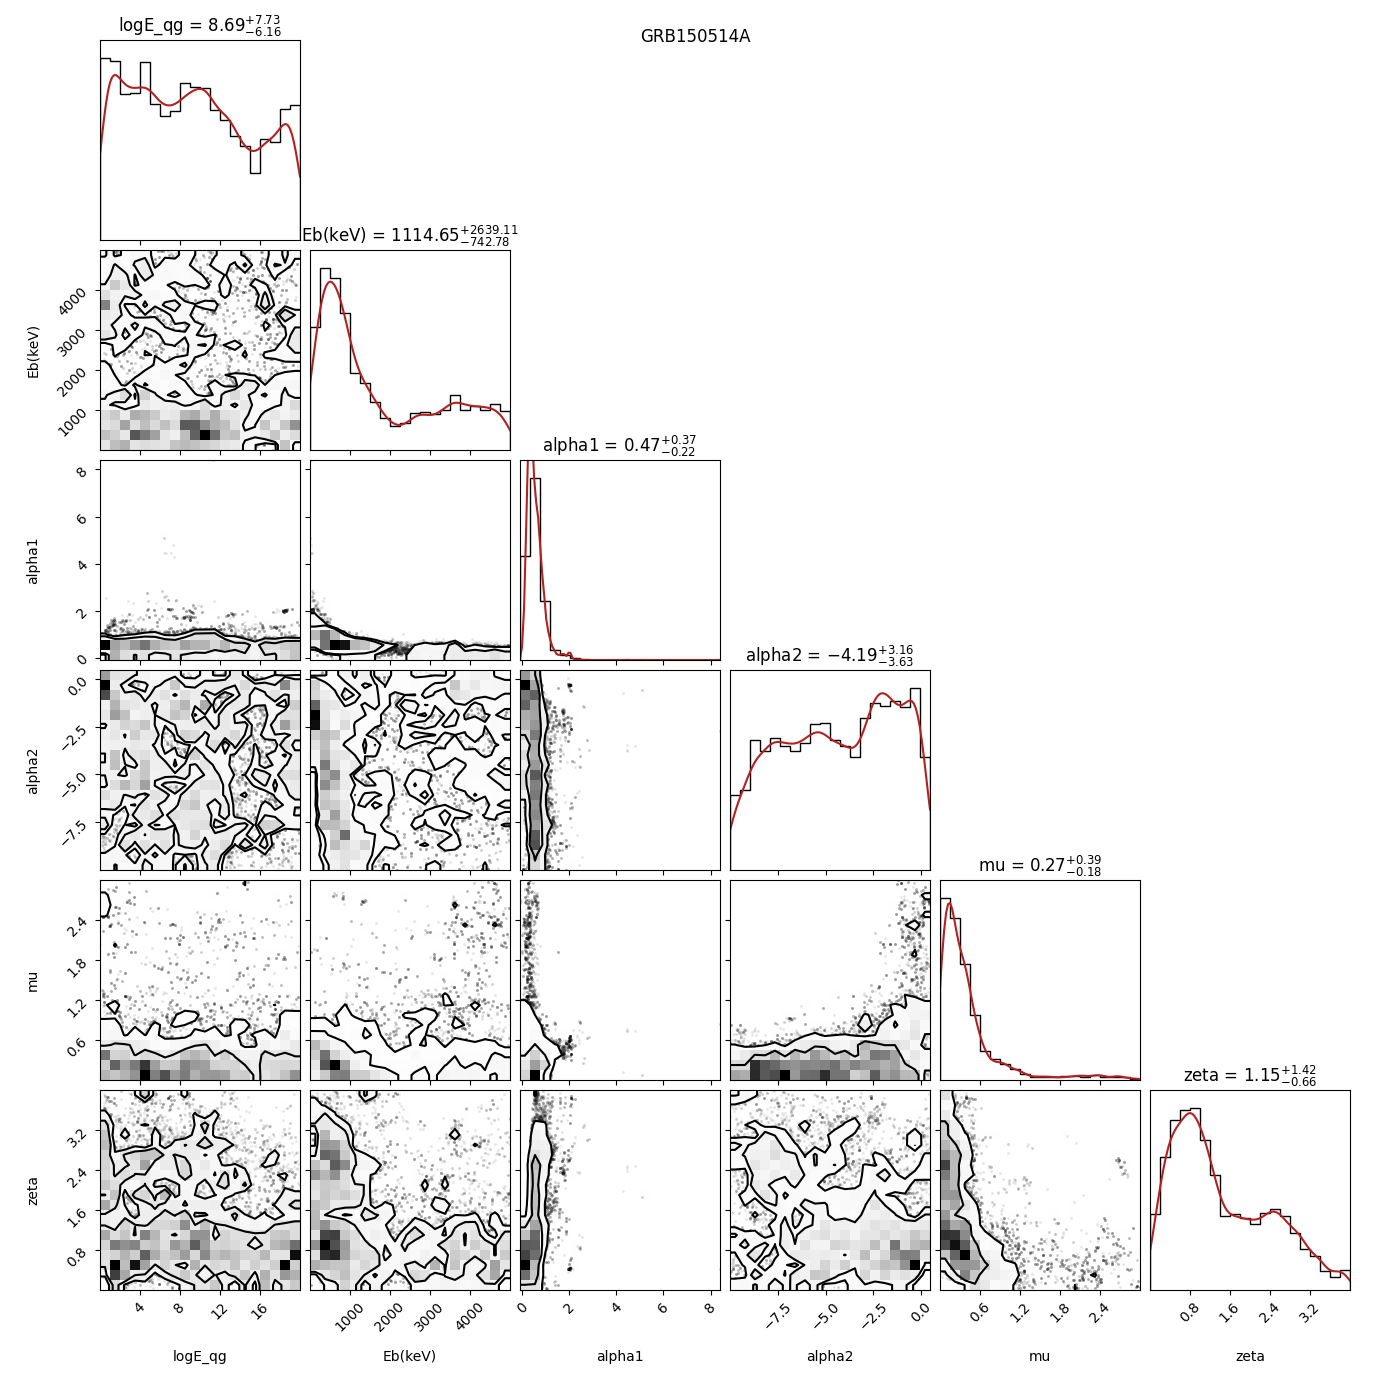 GRB150514A
logE_qg = 8.69 +7.73 −6.16
Eb(keV) = 1114.65 +2639.11 −742.78
Eb(keV)
4000
3000
2000
1000
alpha1 = 0.47 +0.37 −0.22
alpha1
8
6
4
2
0
alpha2 = −4.19 +3.16 −3.63
alpha2
0.0
−2.5
−5.0
−7.5
mu = 0.27 +0.39 −0.18
mu
2.4
1.8
1.2
0.6
zeta = 1.15 +1.42 −0.66
zeta
3.2
2.4
1.6
0.8
4 8 12 16
1000 2000 3000 4000
0 2 4 6 8
−7.5 −5.0 −2.5 0.0
0.6 1.2 1.8 2.4
0.8 1.6 2.4 3.2
logE_qg Eb(keV) alpha1 alpha2 mu zeta